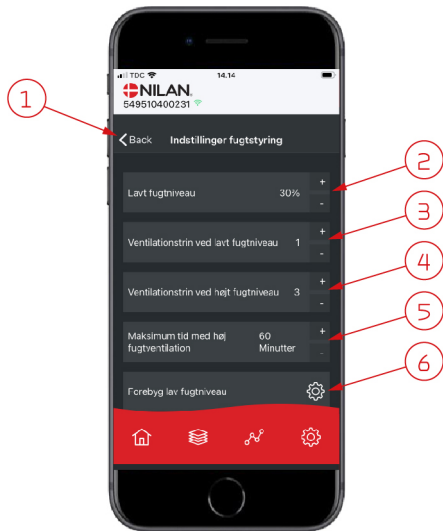 TDC 14.14
NILAN
549510400231
Back Indstillinger fugtstyring
Lavt fugtniveau 30% + -
Ventilationstrin ved lavt fugtniveau 1 + -
Ventilationstrin ved højt fugtniveau 3 + -
Maksimum tid med høj
fugtventilation
60
Minutter
+ -
Forebyg lav fugtniveau
1
2
3
4
5
6